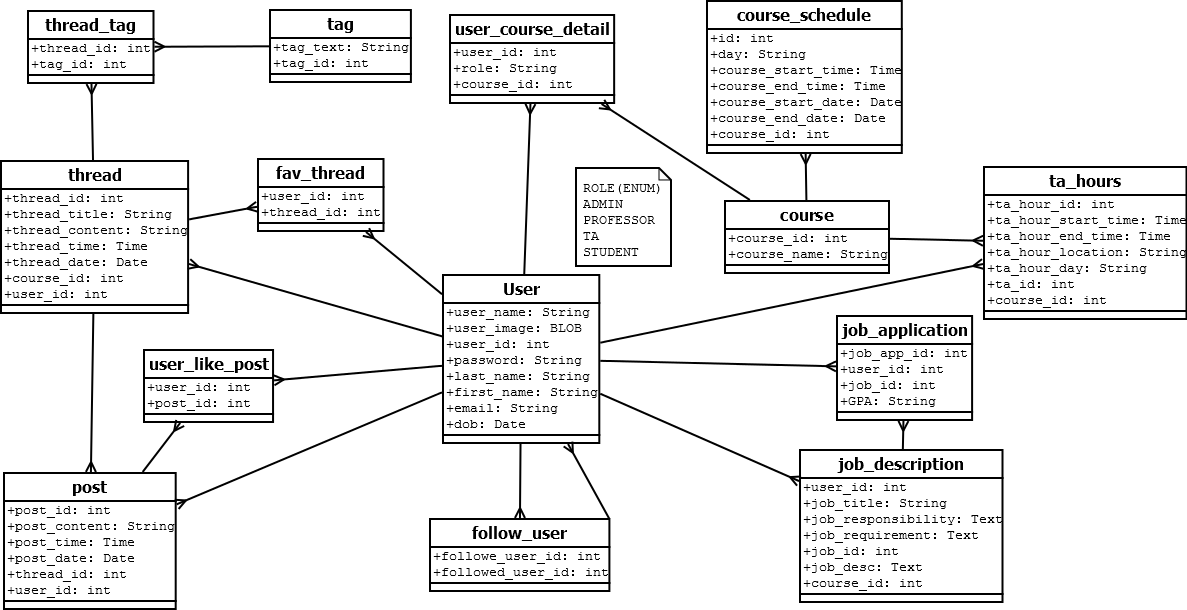 thread_tag
+thread_id: int
+tag_id: int
tag
+tag_text: String
+tag_id: int
user_course_detail
+user_id: int
+role: String
+course_id: int
course_schedule
+id: int
+day: String
+course_start_time: Time
+course_end_time: Time
+course_start_date: Date
+course_end_date: Date
+course_id: int
thread
+thread_id: int
+thread_title: String
+thread_content: String
+thread_time: Time
+thread_date: Date
+course_id: int
+user_id: int
fav_thread
+user_id: int
+thread_id: int
ROLE(ENUM)
ADMIN
PROFESSOR
TA
STUDENT
course
+course_id: int
+course_name: String
ta_hours
+ta_hour_id: int
+ta_hour_start_time: Time
+ta_hour_end_time: Time
+ta_hour_location: String
+ta_hour_day: String
+ta_id: int
+course_id: int
User
+user_name: String
+user_image: BLOB
+user_id: int
+password: String
+last_name: String
+first_name: String
+email: String
+dob: Date
job_application
+job_app_id: int
+user_id: int
+job_id: int
+GPA: String
user_like_post
+user_id: int
+post_id: int
post
+post_id: int
+post_content: String
+post_time: Time
+post_date: Date
+thread_id: int
+user_id: int
follow_user
+followe_user_id: int
+followed_user_id: int
job_description
+user_id: int
+job_title: String
+job_responsibility: Text
+job_requirement: Text
+job_id: int
+job_desc: Text
+course_id: int